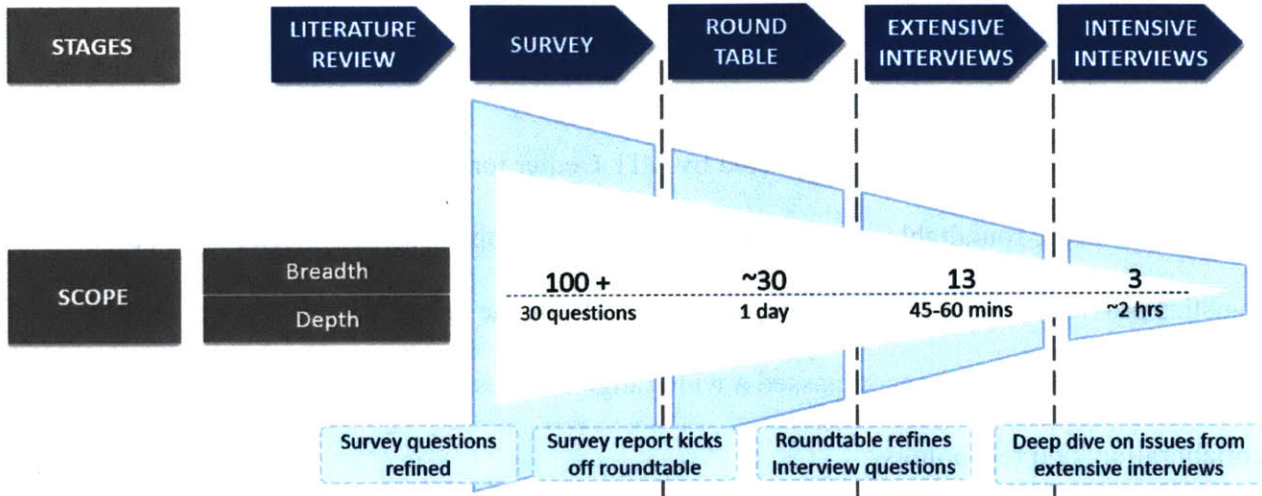 STAGES
LITERATURE
REVIEW
SURVEY
ROUND
TABLE
EXTENSIVE
INTERVIEWS
INTENSIVE
INTERVIEWS
SCOPE
Breadth
Depth
100 +
30 questions
~30
1 day
13
45-60 mins
3
~2 hrs
Survey questions
refined
Survey report kicks
off roundtable
Roundtable refines
Interview questions
Deep dive on issues from
extensive interviews